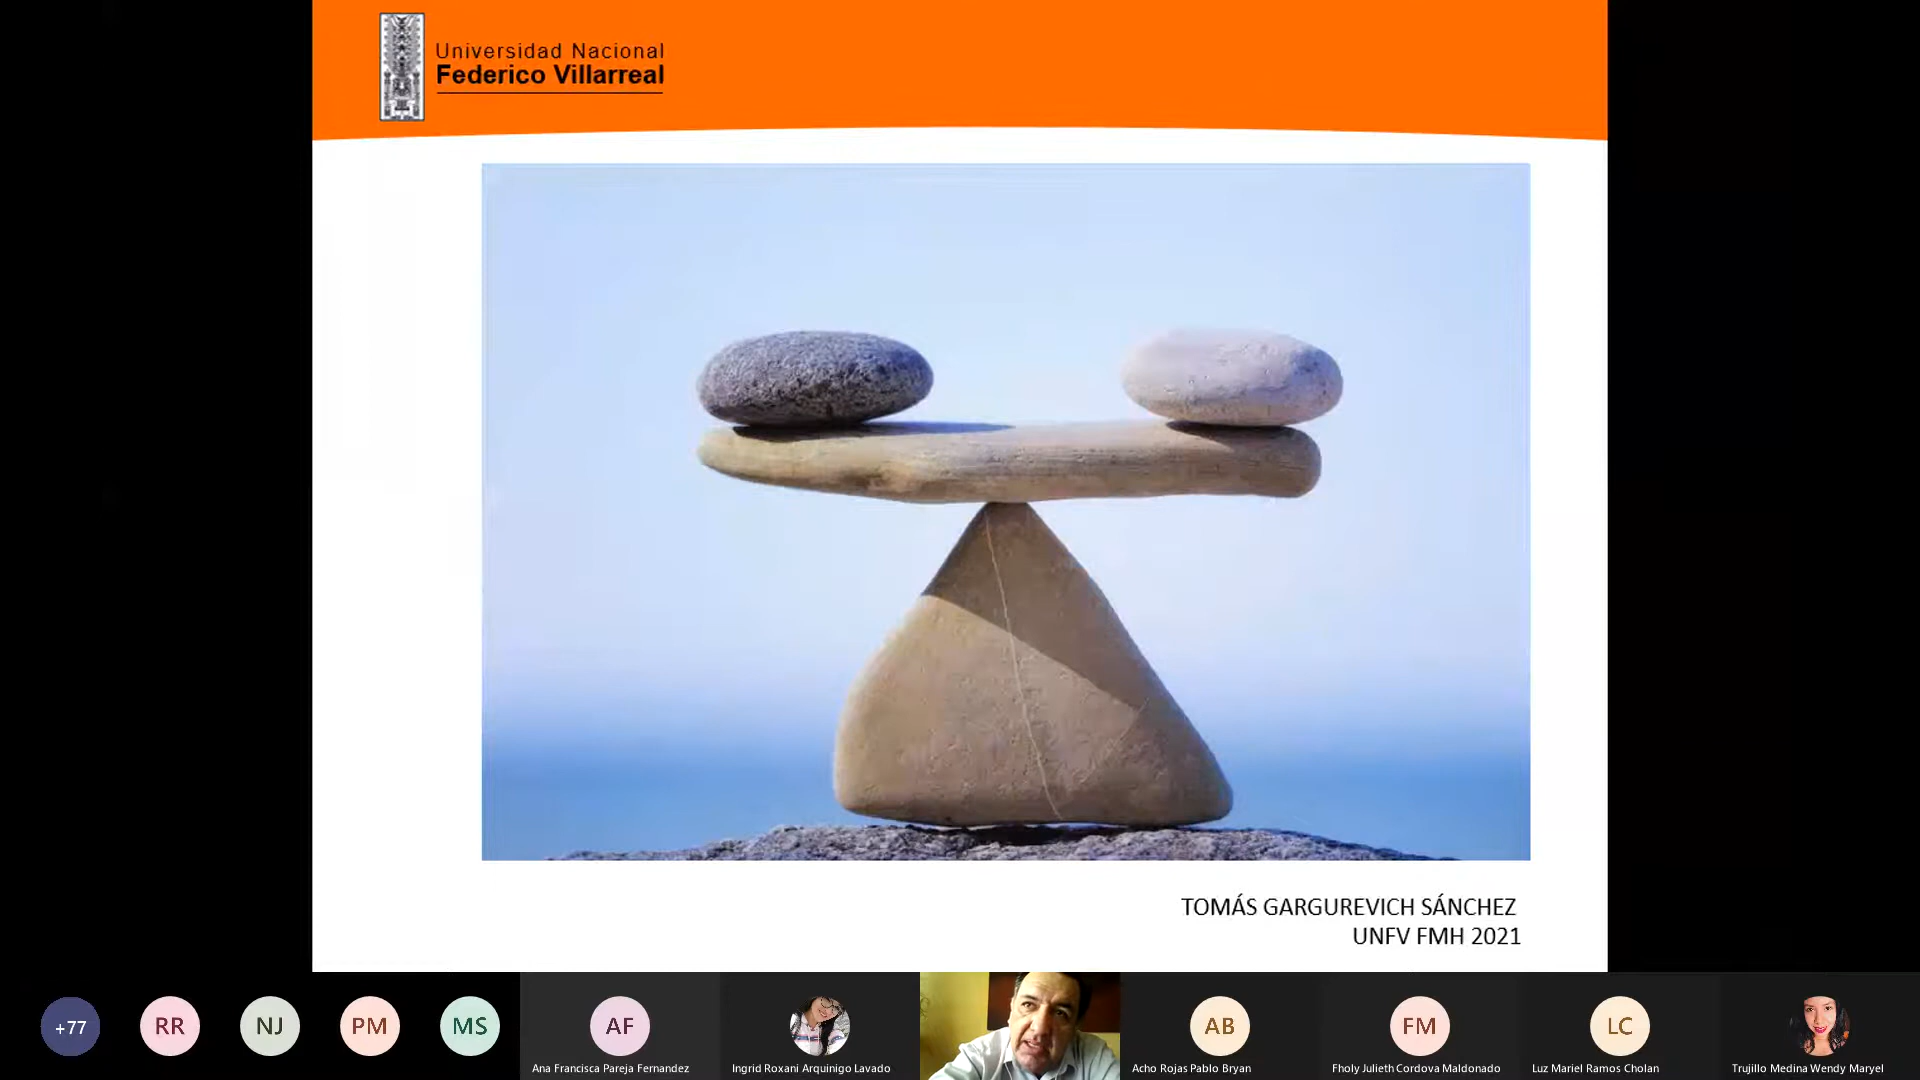 Universidad Nacional
Federico Villarreal
TOMÁS GARGUREVICH SÁNCHEZ
UNFV FMH 2021
+77
RR
NJ
PM
MS
AF
AB
FM
LC
Ana Francisca Pareja Fernandez
Ingrid Roxani Arquinigo Lavado
Acho Rojas Pablo Bryan
Fholy Julieth Cordova Maldonado
Luz Mariel Ramos Cholan
Trujillo Medina Wendy Maryel